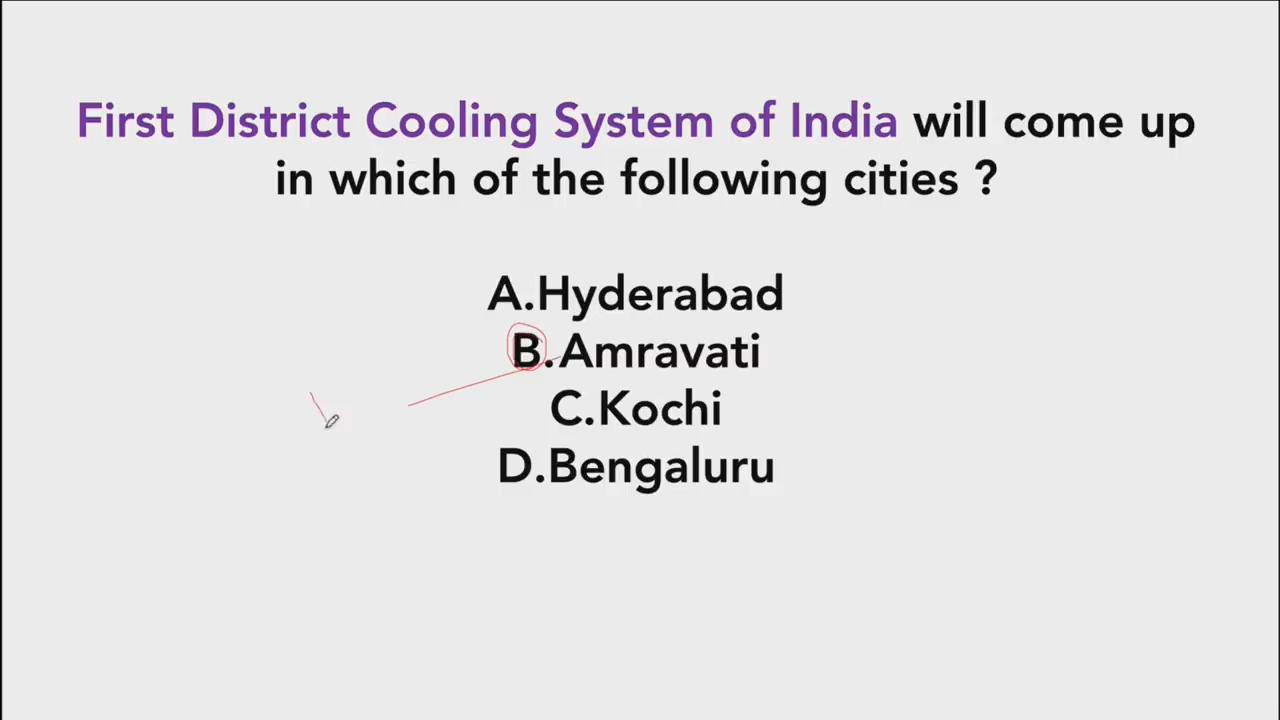 First District Cooling System of India will come up
in which of the following cities ?
A.Hyderabad
B.Amravati
C.Kochi
D.Bengaluru